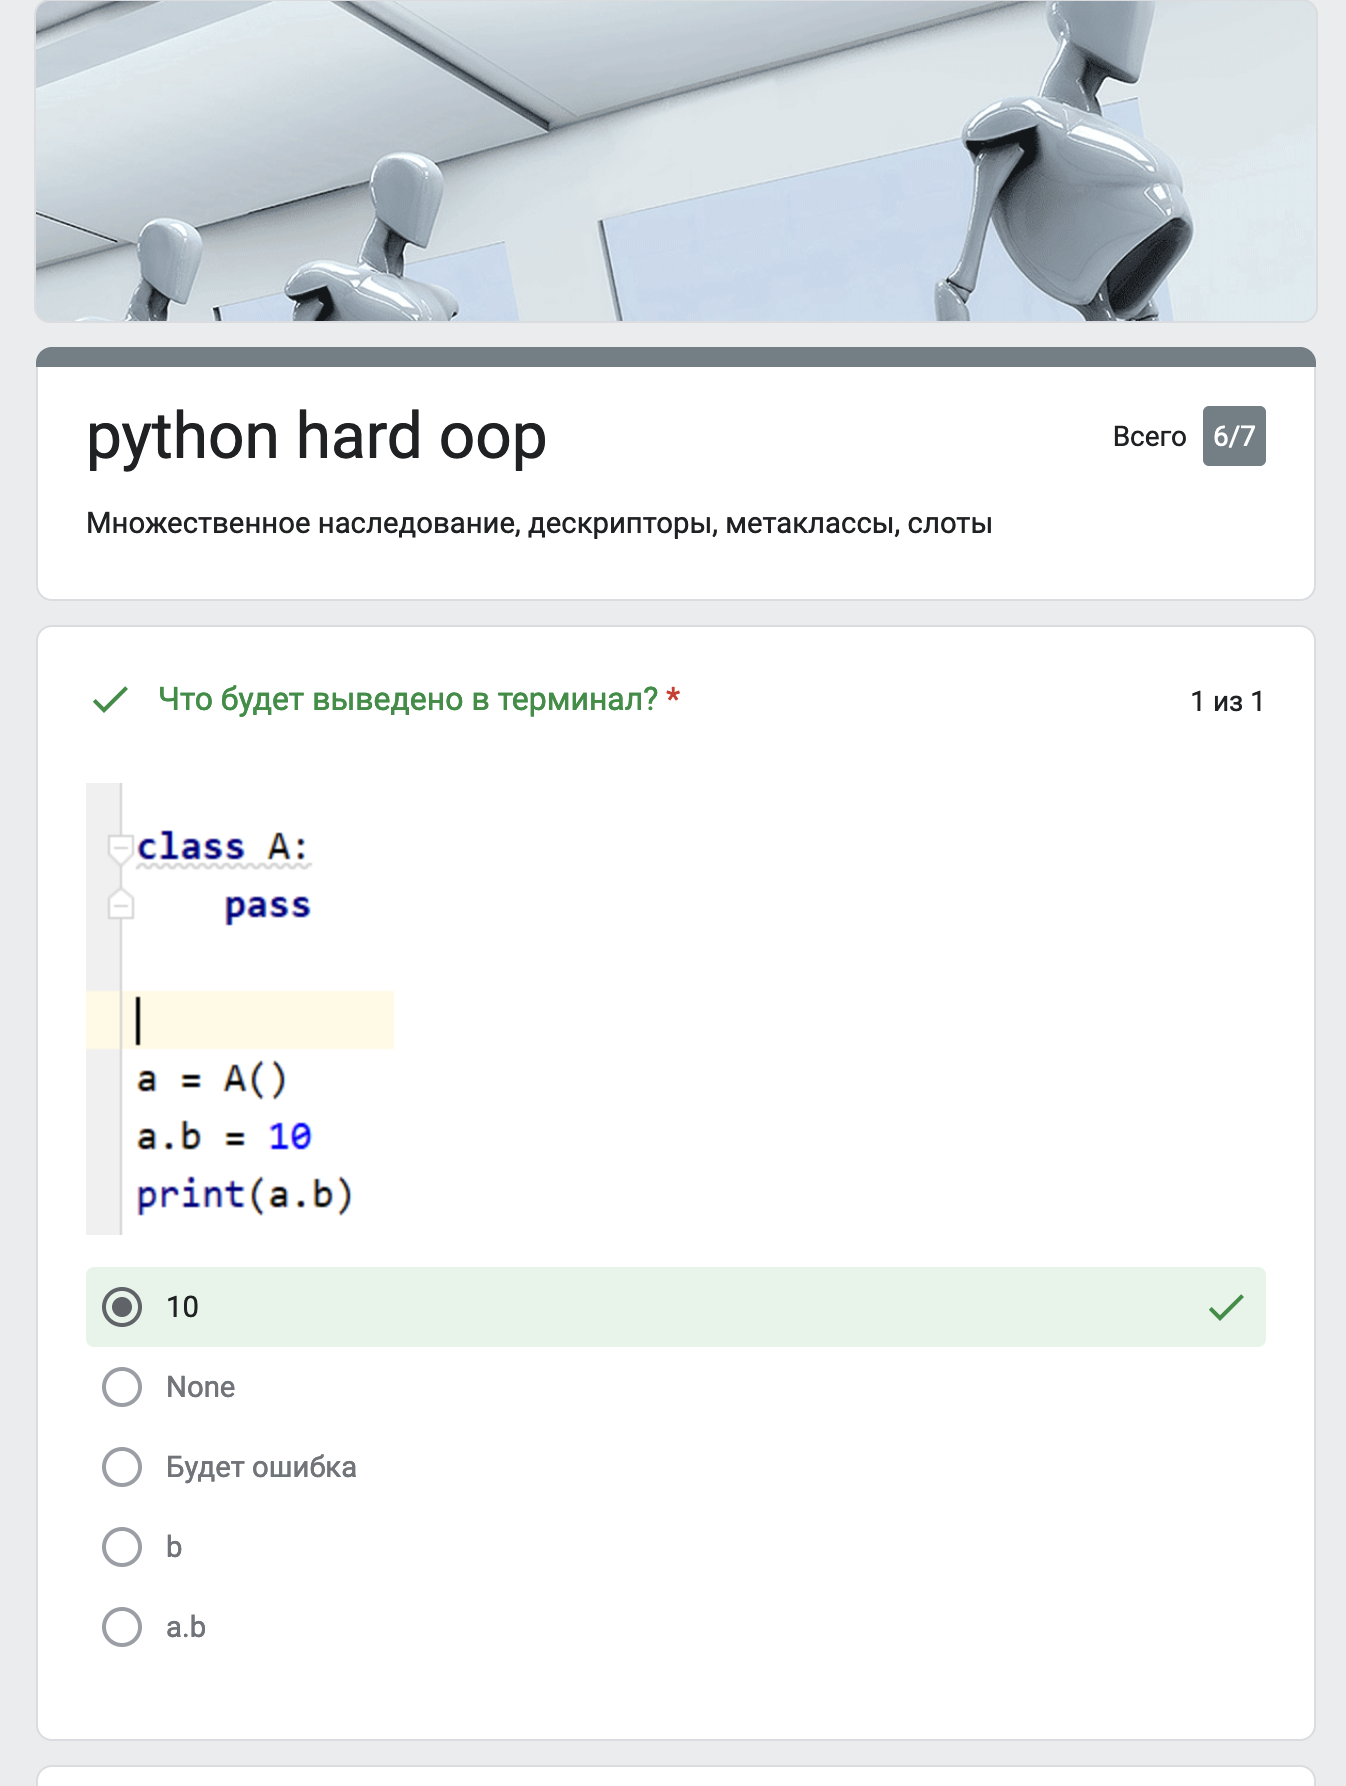 python hard oop
Всего 6/7
Множественное наследование, дескрипторы, метаклассы, слоты
Что будет выведено в терминал? *
1 из 1
class A:
    pass
a = A()
a.b = 10
print(a.b)
10
None
Будет ошибка
b
a.b